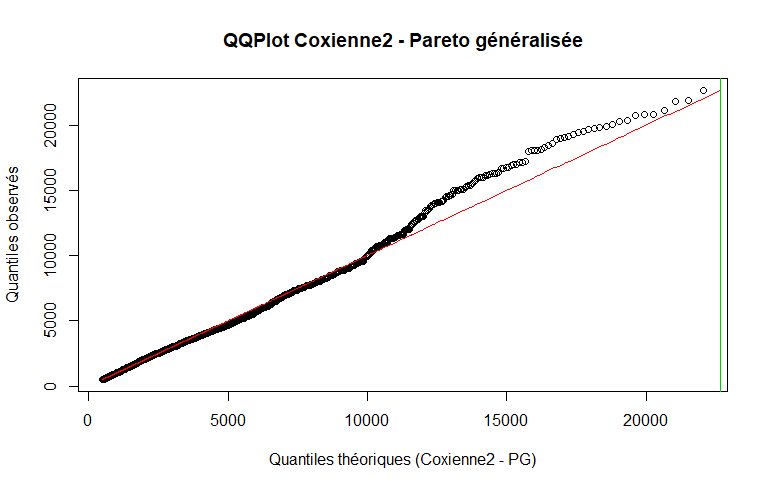 QQPlot Coxienne2 - Pareto généralisée
Quantiles observés
20000
15000
10000
5000
0
0 5000 10000 15000 20000
Quantiles théoriques (Coxienne2 - PG)